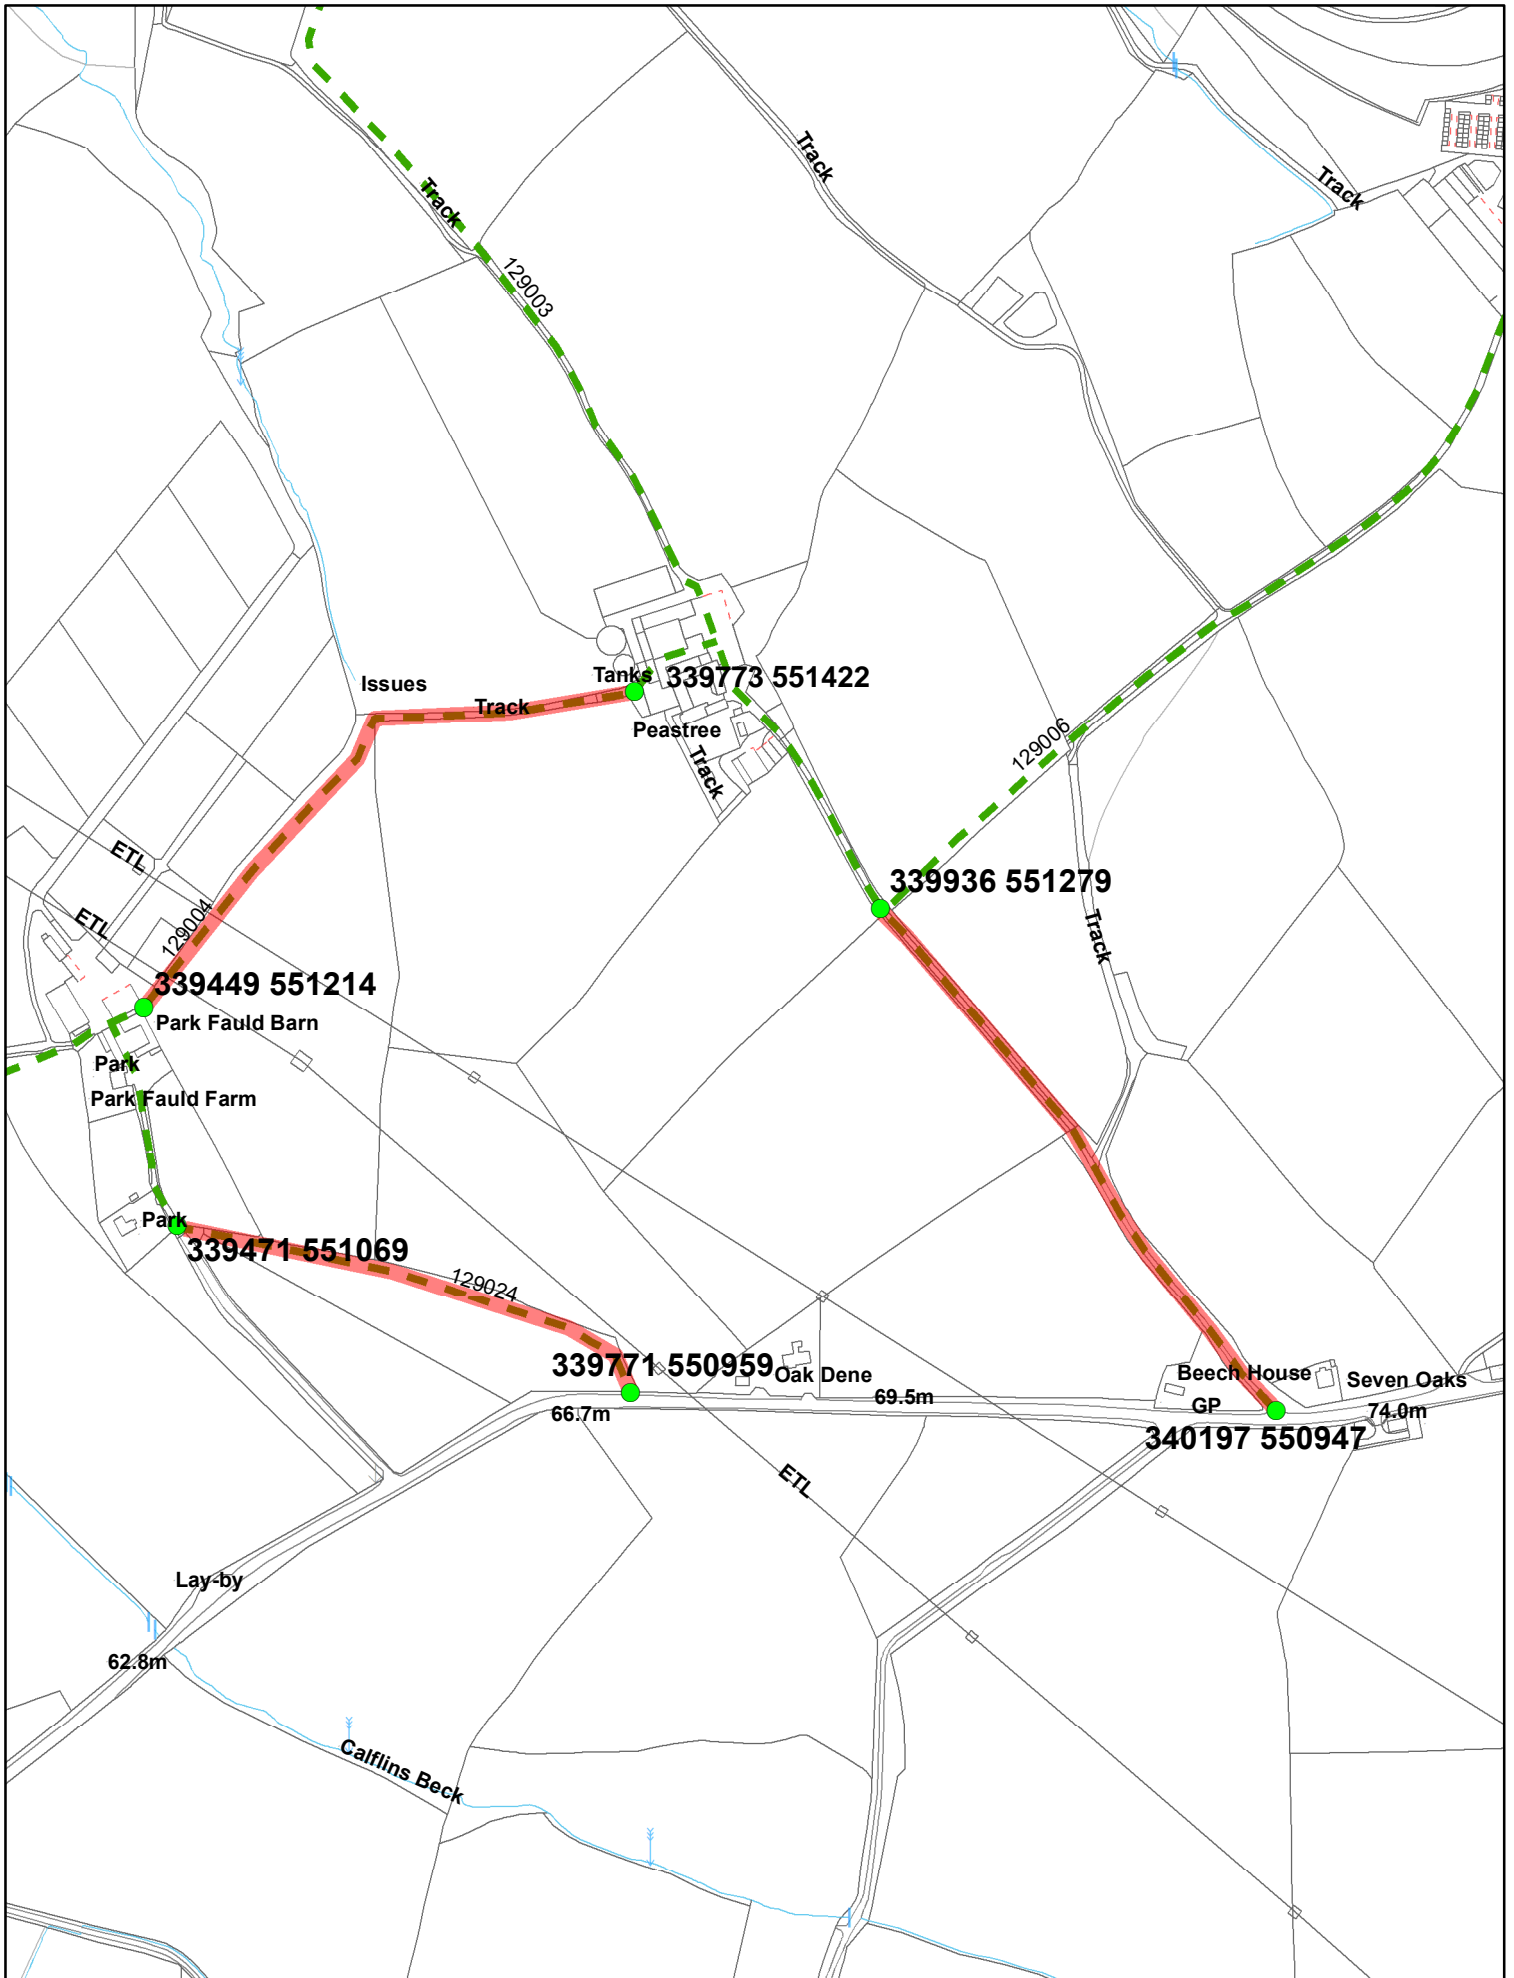 Track
Track
Track
129003
Issues
Tanks
339773 551422
Track
Peastree
Track
129006
ETL
339936 551279
129004
ETL
Track
339449 551214
Park Fauld Barn
Park
Park Fauld Farm
Park
339471 551069
129024
339771 550959
Oak Dene
Beech House
Seven Oaks
69.5m
66.7m
GP
74.0m
340197 550947
ETL
Lay-by
62.8m
Calflins Beck